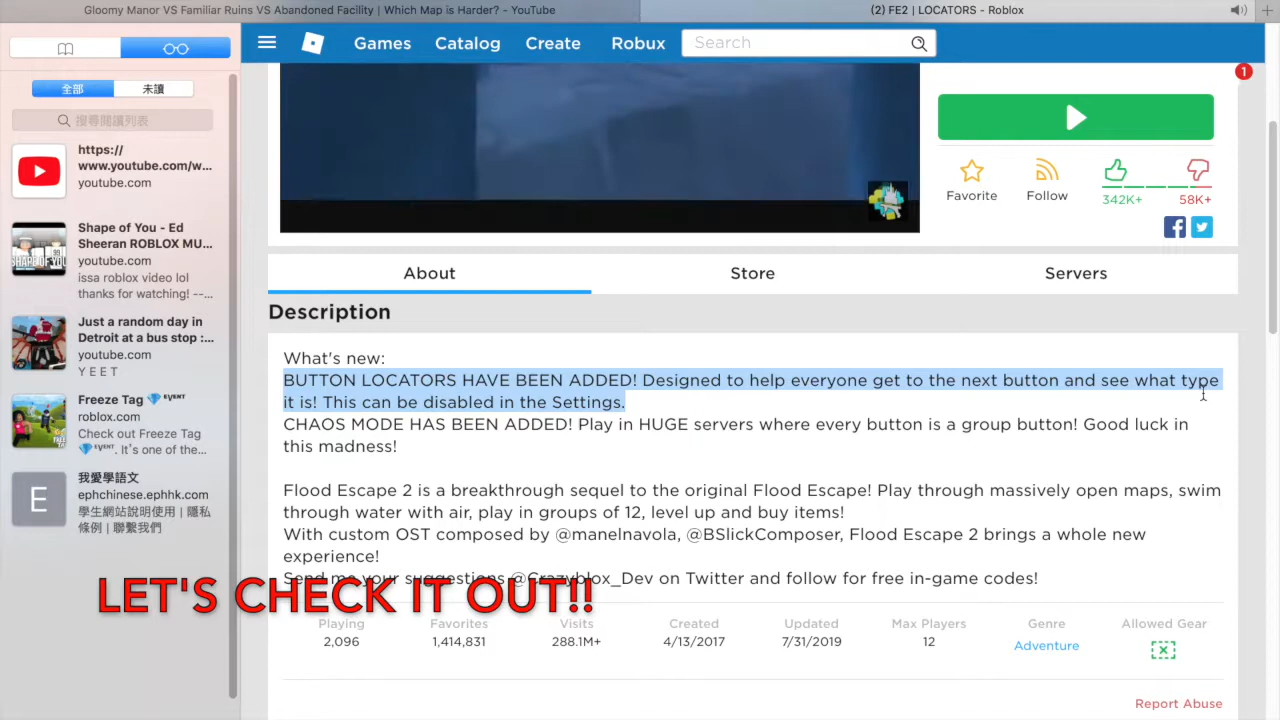 Gloomy Manor VS Familiar Ruins VS Abandoned Facility | Which Map is Harder? - YouTube
(2) FE2 | LOCATORS - Roblox
Games
Catalog
Create
Robux
Search
1
全部
未讀
搜尋閱讀列表
https://
www.youtube.com/w...
youtube.com
Shape of You - Ed
Sheeran ROBLOX MU...
youtube.com
issa roblox video lol
thanks for watching! --...
Just a random day in
Detroit at a bus stop :...
youtube.com
Y E E T
Freeze Tag 💎ᴱⱽᴱᴺᵀ
roblox.com
Check out Freeze Tag
💎ᴱⱽᴱᴺᵀ. It's one of the...
E
我愛學語文
ephchinese.ephhk.com
學生網站說明使用 | 隱私
條例 | 聯繫我們
Favorite
Follow
342K+
58K+
About
Store
Servers
Description
What's new:
BUTTON LOCATORS HAVE BEEN ADDED! Designed to help everyone get to the next button and see what type
it is! This can be disabled in the Settings.
CHAOS MODE HAS BEEN ADDED! Play in HUGE servers where every button is a group button! Good luck in
this madness!
Flood Escape 2 is a breakthrough sequel to the original Flood Escape! Play through massively open maps, swim
through water with air, play in groups of 12, level up and buy items!
With custom OST composed by @manelnavola, @BSlickComposer, Flood Escape 2 brings a whole new
experience!
Send me your suggestions @Crazyblox_Dev on Twitter and follow for free in-game codes!
LET'S CHECK IT OUT!!
Playing
2,096
Favorites
1,414,831
Visits
288.1M+
Created
4/13/2017
Updated
7/31/2019
Max Players
12
Genre
Adventure
Allowed Gear
Report Abuse